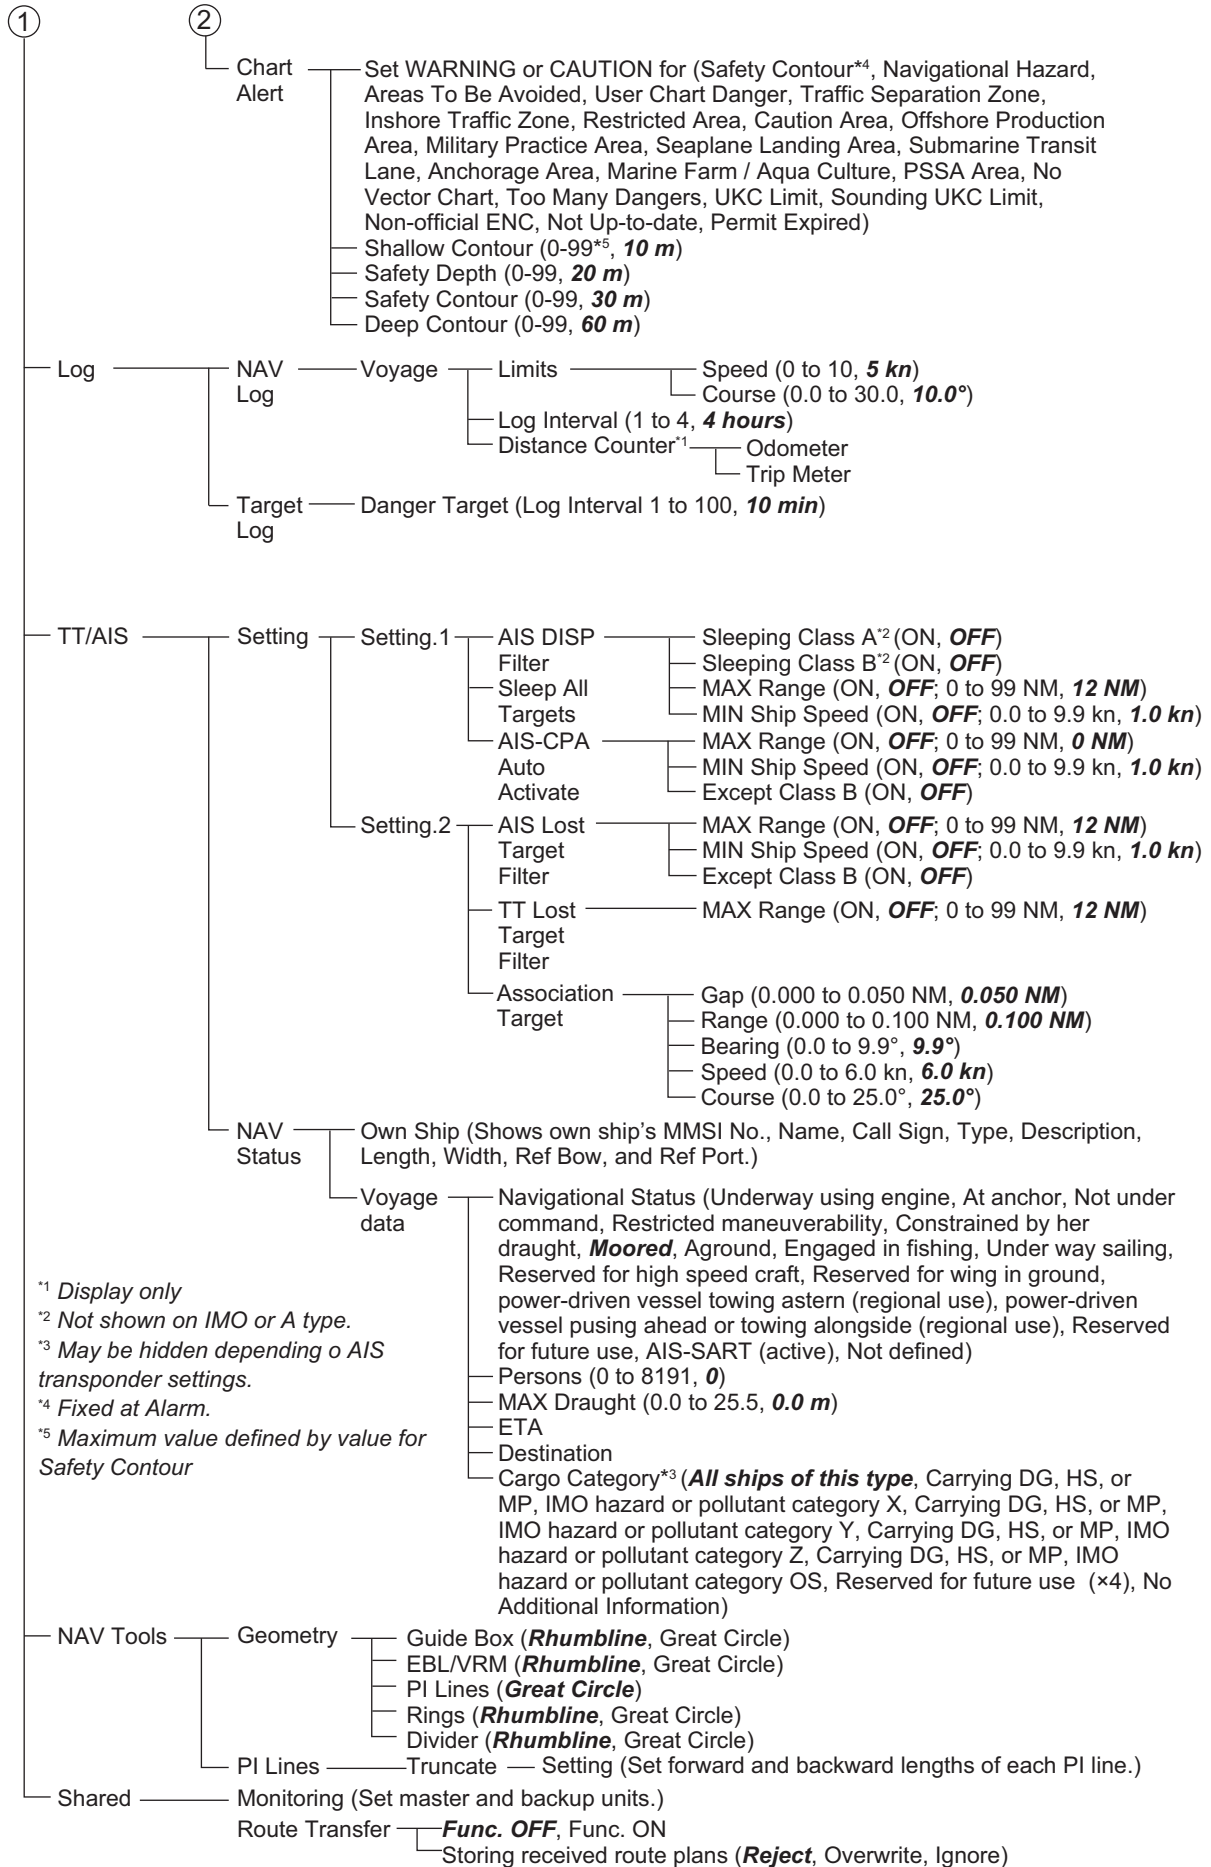 1 2
Chart Alert
Set WARNING or CAUTION for (Safety Contour*4, Navigational Hazard,
Areas To Be Avoided, User Chart Danger, Traffic Separation Zone,
Inshore Traffic Zone, Restricted Area, Caution Area, Offshore Production
Area, Military Practice Area, Seaplane Landing Area, Submarine Transit
Lane, Anchorage Area, Marine Farm / Aqua Culture, PSSA Area, No
Vector Chart, Too Many Dangers, UKC Limit, Sounding UKC Limit,
Non-official ENC, Not Up-to-date, Permit Expired)
Shallow Contour (0-99*5, 10 m)
Safety Depth (0-99, 20 m)
Safety Contour (0-99, 30 m)
Deep Contour (0-99, 60 m)
Log
NAV
Log
Voyage
Limits
Speed (0 to 10, 5 kn)
Course (0.0 to 30.0, 10.0°)
Log Interval (1 to 4, 4 hours)
Distance Counter*1
Odometer
Trip Meter
Target
Log
Danger Target (Log Interval 1 to 100, 10 min)
TT/AIS
Setting
Setting.1
AIS DISP
Filter
Sleeping Class A*2 (ON, OFF)
Sleeping Class B*2 (ON, OFF)
MAX Range (ON, OFF; 0 to 99 NM, 12 NM)
MIN Ship Speed (ON, OFF; 0.0 to 9.9 kn, 1.0 kn)
Sleep All
Targets
AIS-CPA
Auto
Activate
MAX Range (ON, OFF; 0 to 99 NM, 0 NM)
MIN Ship Speed (ON, OFF; 0.0 to 9.9 kn, 1.0 kn)
Except Class B (ON, OFF)
Setting.2
AIS Lost
Target
Filter
MAX Range (ON, OFF; 0 to 99 NM, 12 NM)
MIN Ship Speed (ON, OFF; 0.0 to 9.9 kn, 1.0 kn)
Except Class B (ON, OFF)
TT Lost
Target
Filter
MAX Range (ON, OFF; 0 to 99 NM, 12 NM)
Association
Target
Gap (0.000 to 0.050 NM, 0.050 NM)
Range (0.000 to 0.100 NM, 0.100 NM)
Bearing (0.0 to 9.9°, 9.9°)
Speed (0.0 to 6.0 kn, 6.0 kn)
Course (0.0 to 25.0°, 25.0°)
NAV
Status
Own Ship (Shows own ship's MMSI No., Name, Call Sign, Type, Description,
Length, Width, Ref Bow, and Ref Port.)
Voyage
data
Navigational Status (Underway using engine, At anchor, Not under
command, Restricted maneuverability, Constrained by her
draught, Moored, Aground, Engaged in fishing, Under way sailing,
Reserved for high speed craft, Reserved for wing in ground,
power-driven vessel towing astern (regional use), power-driven
vessel pusing ahead or towing alongside (regional use), Reserved
for future use, AIS-SART (active), Not defined)
Persons (0 to 8191, 0)
MAX Draught (0.0 to 25.5, 0.0 m)
ETA
Destination
Cargo Category*3 (All ships of this type, Carrying DG, HS, or
MP, IMO hazard or pollutant category X, Carrying DG, HS, or MP,
IMO hazard or pollutant category Y, Carrying DG, HS, or MP, IMO
hazard or pollutant category Z, Carrying DG, HS, or MP, IMO
hazard or pollutant category OS, Reserved for future use (×4), No
Additional Information)
*1 Display only
*2 Not shown on IMO or A type.
*3 May be hidden depending o AIS
transponder settings.
*4 Fixed at Alarm.
*5 Maximum value defined by value for
Safety Contour
NAV Tools
Geometry
Guide Box (Rhumbline, Great Circle)
EBL/VRM (Rhumbline, Great Circle)
PI Lines (Great Circle)
Rings (Rhumbline, Great Circle)
Divider (Rhumbline, Great Circle)
PI Lines
Truncate
Setting (Set forward and backward lengths of each PI line.)
Shared
Monitoring (Set master and backup units.)
Route Transfer
Func. OFF, Func. ON
Storing received route plans (Reject, Overwrite, Ignore)